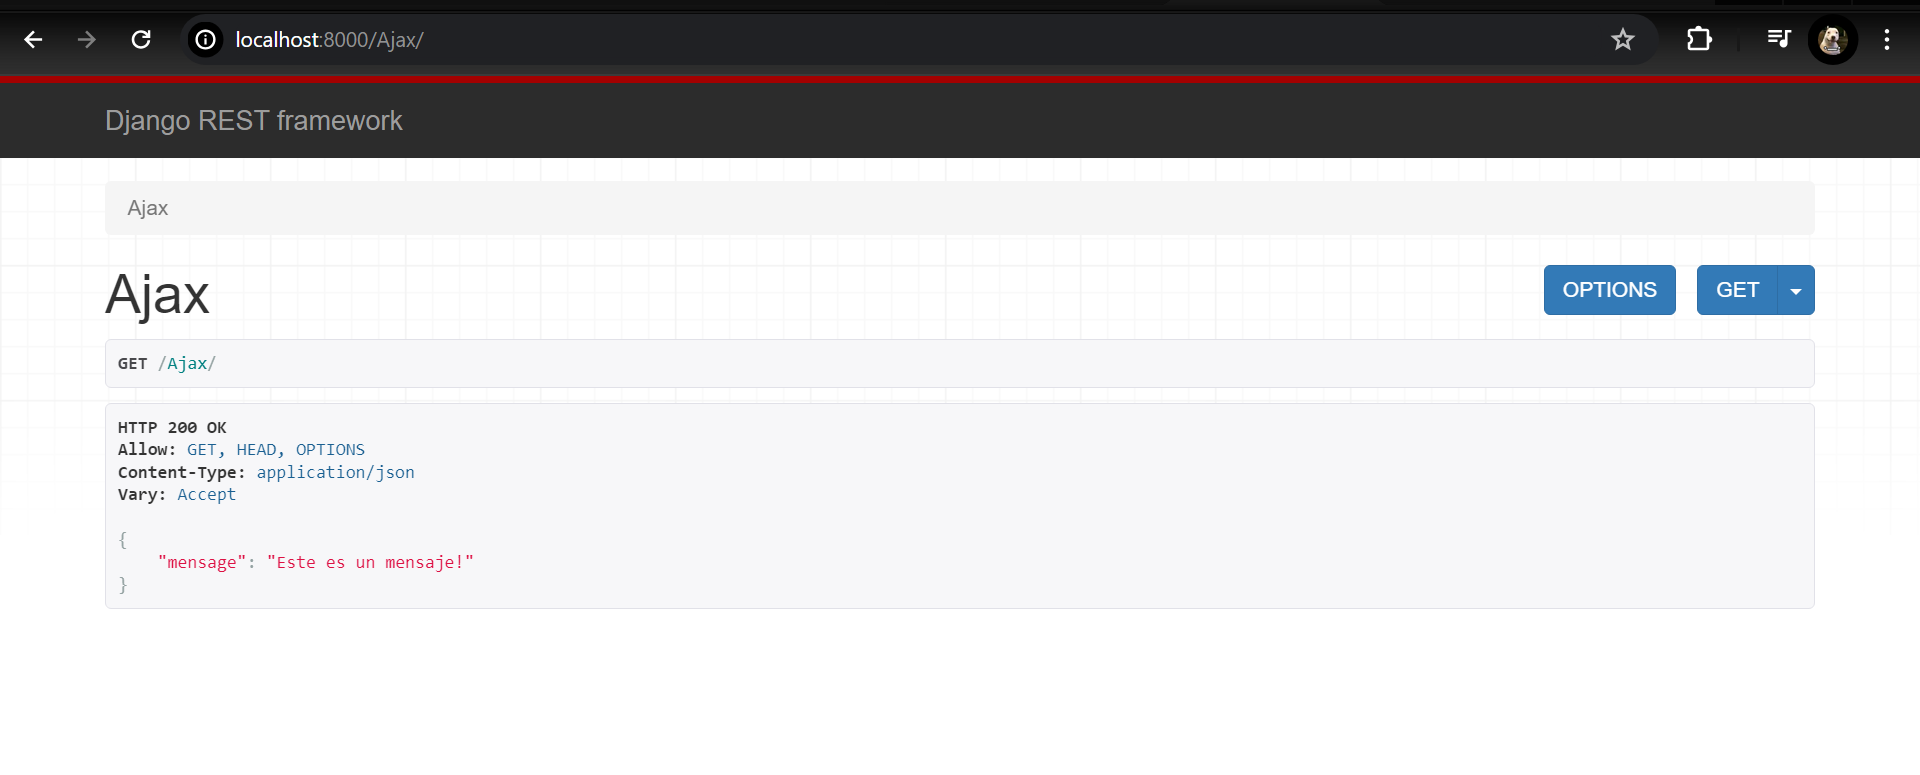 localhost:8000/Ajax/
Django REST framework
Ajax
Ajax
OPTIONS
GET
GET /Ajax/
HTTP 200 OK
Allow: GET, HEAD, OPTIONS
Content-Type: application/json
Vary: Accept
{
"mensage": "Este es un mensaje!"
}